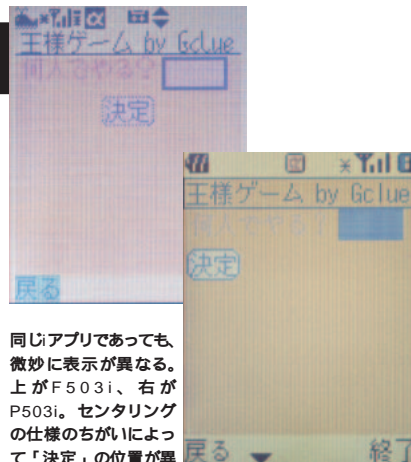 王様ゲーム by Gclue
何人でやる?
決定
戻る
王様ゲーム by Gclue
何人でやる?
決定
戻る
終了
同じiアプリであっても、
微妙に表示が異なる。
上がF503i、右が
P503i。センタリング
の仕様のちがいによっ
て「決定」の位置が異